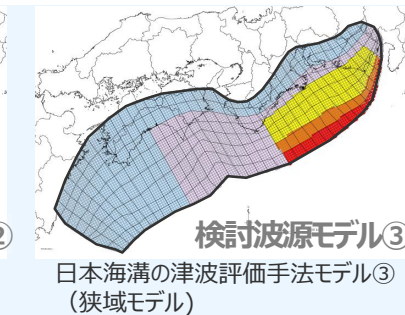 ②
検討波源モデル③
日本海溝の津波評価手法モデル③
（狭域モデル)